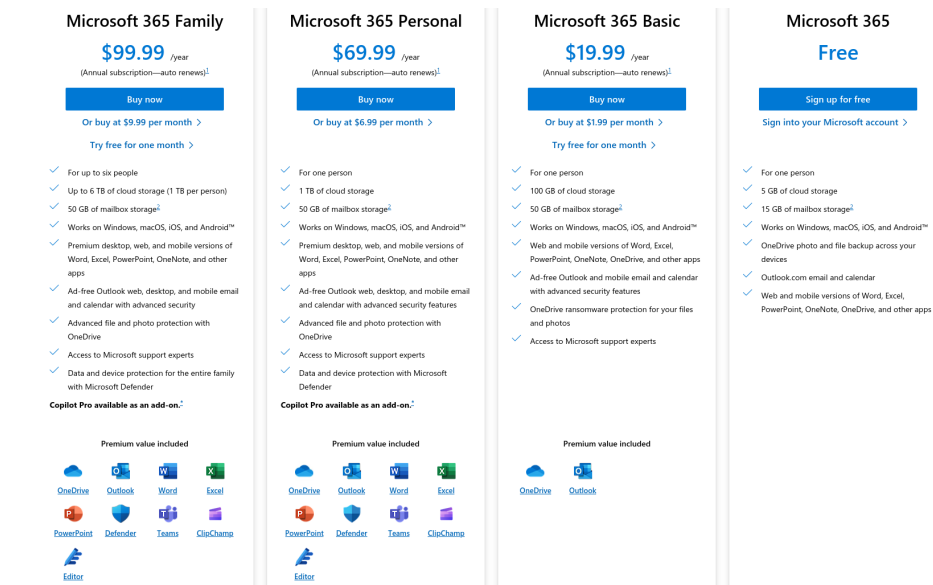 Microsoft 365 Family
$99.99 /year
(Annual subscription—auto renews)1
Buy now
Or buy at $9.99 per month
Try free for one month
For up to six people
Up to 6 TB of cloud storage (1 TB per person)
50 GB of mailbox storage2
Works on Windows, macOS, iOS, and Android™
Premium desktop, web, and mobile versions of
Word, Excel, PowerPoint, OneNote, and other
apps
Ad-free Outlook web, desktop, and mobile email
and calendar with advanced security
Advanced file and photo protection with
OneDrive
Access to Microsoft support experts
Data and device protection for the entire family
with Microsoft Defender
Copilot Pro available as an add-on.*
Premium value included
OneDrive Outlook Word Excel
PowerPoint Defender Teams ClipChamp
Editor
Microsoft 365 Personal
$69.99 /year
(Annual subscription—auto renews)1
Buy now
Or buy at $6.99 per month
For one person
1 TB of cloud storage
50 GB of mailbox storage2
Works on Windows, macOS, iOS, and Android™
Premium desktop, web, and mobile versions of
Word, Excel, PowerPoint, OneNote, and other
apps
Ad-free Outlook web, desktop, and mobile email
and calendar with advanced security features
Advanced file and photo protection with
OneDrive
Access to Microsoft support experts
Data and device protection with Microsoft
Defender
Copilot Pro available as an add-on.*
Premium value included
OneDrive Outlook Word Excel
PowerPoint Defender Teams ClipChamp
Editor
Microsoft 365 Basic
$19.99 /year
(Annual subscription—auto renews)1
Buy now
Or buy at $1.99 per month
Try free for one month
For one person
100 GB of cloud storage
50 GB of mailbox storage2
Works on Windows, macOS, iOS, and Android™
Web and mobile versions of Word, Excel,
PowerPoint, OneNote, OneDrive, and other apps
Ad-free Outlook and mobile email and calendar
with advanced security features
OneDrive ransomware protection for your files
and photos
Access to Microsoft support experts
Premium value included
OneDrive Outlook
Microsoft 365
Free
Sign up for free
Sign into your Microsoft account
For one person
5 GB of cloud storage
15 GB of mailbox storage2
Works on Windows, macOS, iOS, and Android™
OneDrive photo and file backup across your
devices
Outlook.com email and calendar
Web and mobile versions of Word, Excel,
PowerPoint, OneNote, OneDrive, and other apps